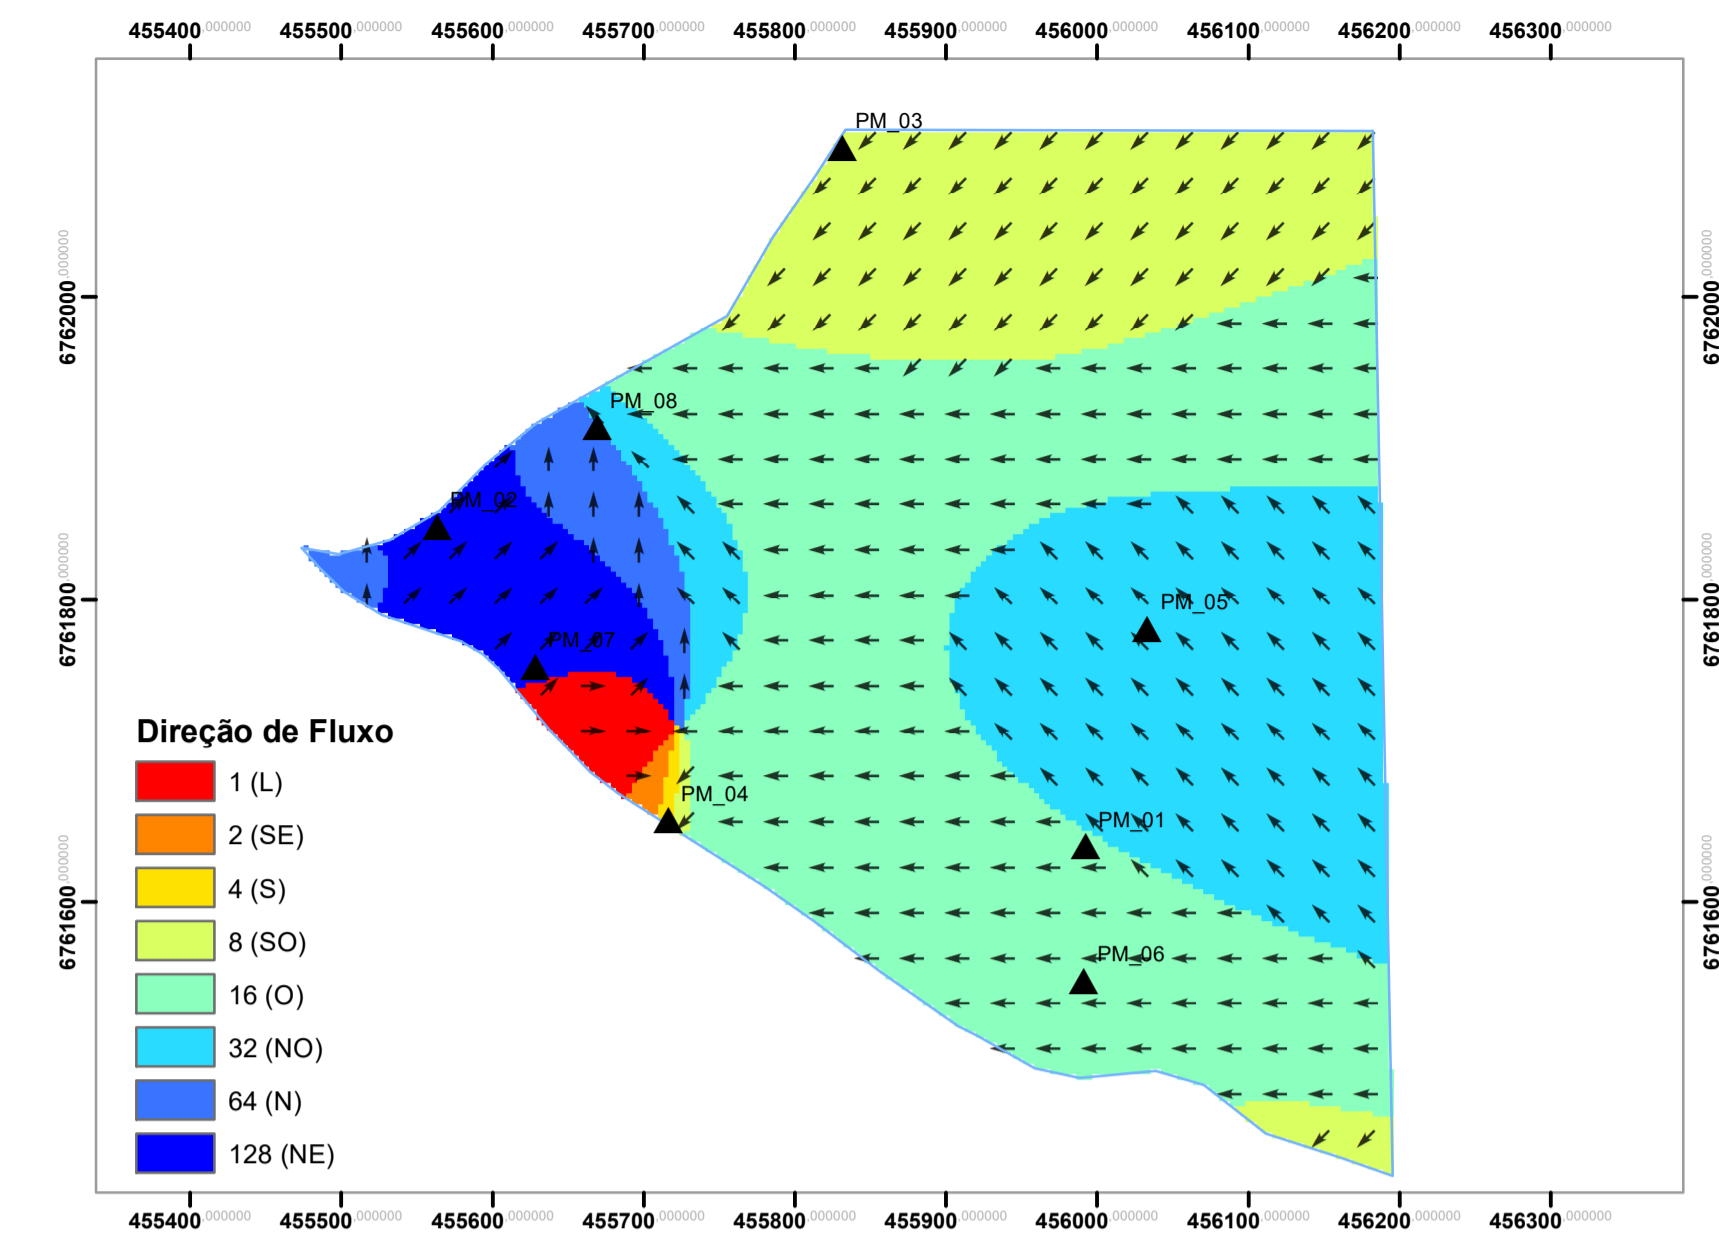 455400,000000 455500,000000 455600,000000 455700,000000 455800,000000 455900,000000 456000,000000 456100,000000 456200,000000 456300,000000
6762000,000000
6761800,000000
6761600,000000
6762000,000000
6761800,000000
6761600,000000
PM_03
PM_08
PM_02
PM_05
PM_07
PM_04
PM_01
PM_06
Direção de Fluxo
1 (L)
2 (SE)
4 (S)
8 (SO)
16 (O)
32 (NO)
64 (N)
128 (NE)
455400,000000 455500,000000 455600,000000 455700,000000 455800,000000 455900,000000 456000,000000 456100,000000 456200,000000 456300,000000